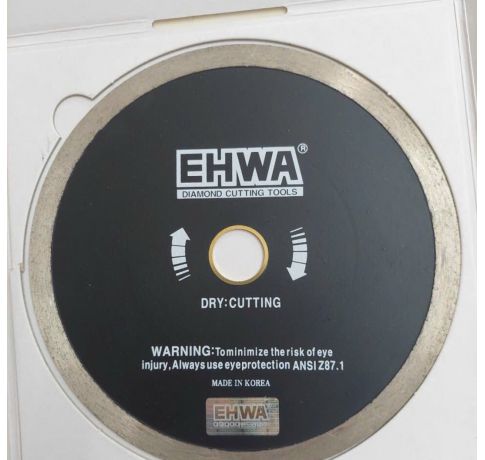 EHWA®
DIAMOND CUTTING TOOLS
DRY:CUTTING
WARNING:Tominimize the risk of eye
injury,Always use eyeprotection ANSI Z87.1
MADE IN KOREA
EHWA